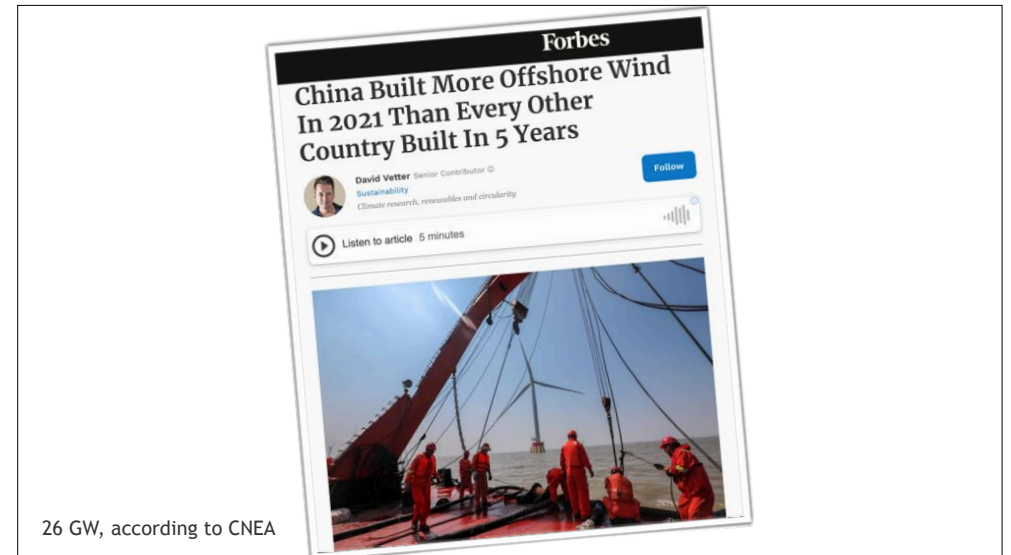 Forbes
China Built More Offshore Wind
In 2021 Than Every Other
Country Built In 5 Years
David Vetter Senior Contributor
Sustainability
Climate research, renewables and circularity
Follow
Listen to article 5 minutes
26 GW, according to CNEA